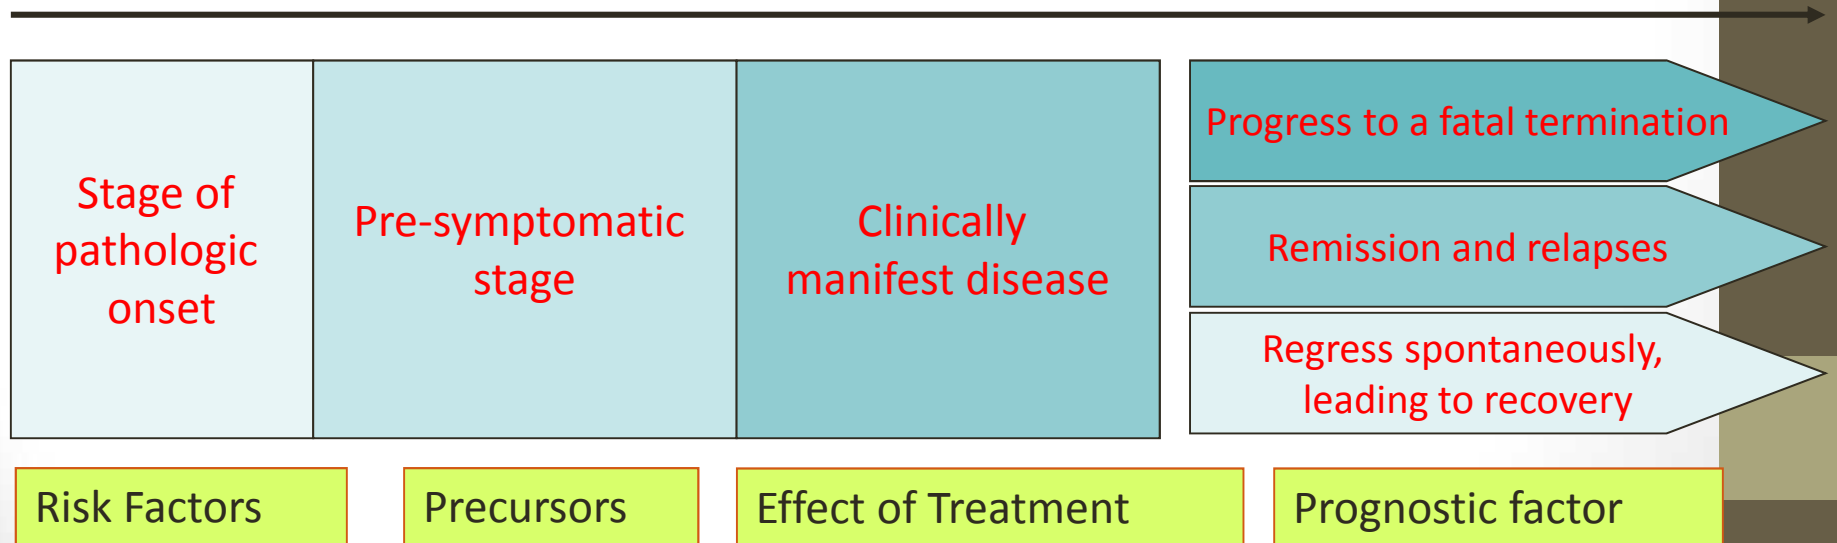 Stage of
pathologic
onset
Pre-symptomatic
stage
Clinically
manifest disease
Progress to a fatal termination
Remission and relapses
Regress spontaneously,
leading to recovery
Risk Factors
Precursors
Effect of Treatment
Prognostic factor